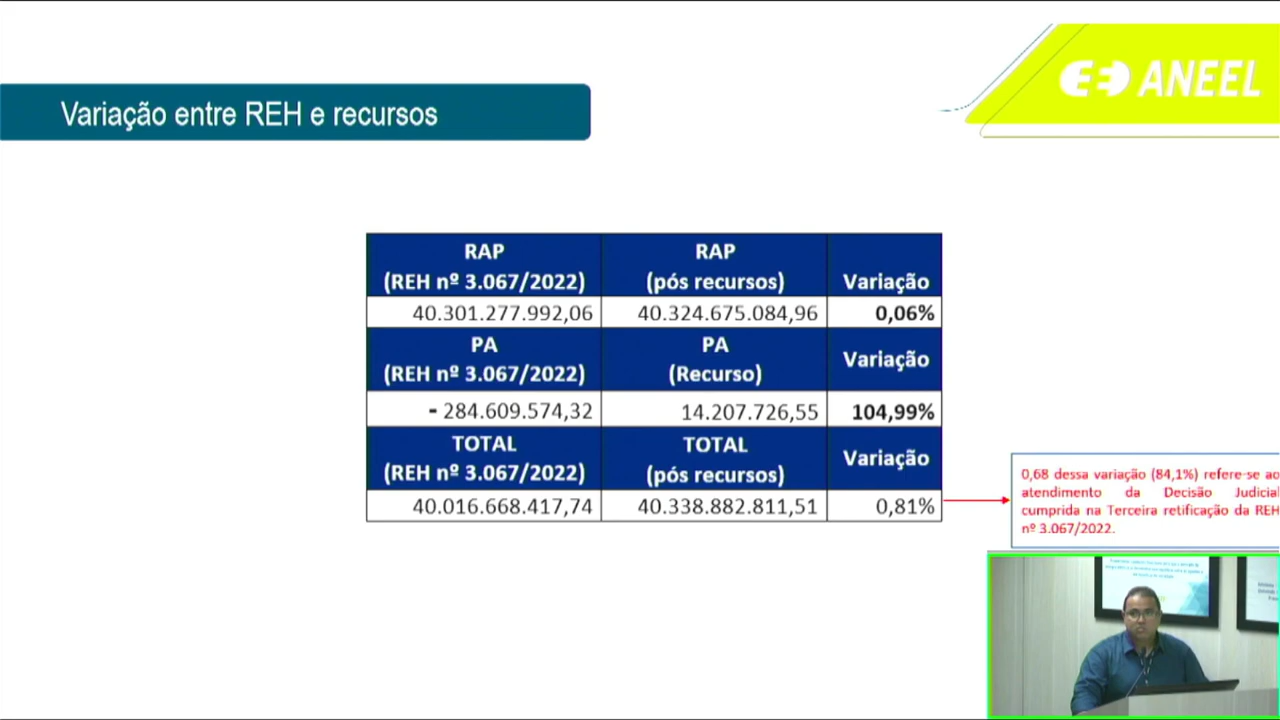 ANEEL
Variação entre REH e recursos
RAP
(REH nº 3.067/2022)
RAP
(pós recursos)
Variação
40.301.277.992,06
40.324.675.084,96
0,06%
PA
(REH nº 3.067/2022)
PA
(Recurso)
Variação
- 284.609.574,32
14.207.726,55
104,99%
TOTAL
(REH nº 3.067/2022)
TOTAL
(pós recursos)
Variação
40.016.668.417,74
40.338.882.811,51
0,81%
0,68 dessa variação (84,1%) refere-se ao
atendimento da Decisão Judicial
cumprida na Terceira retificação da REH
nº 3.067/2022.